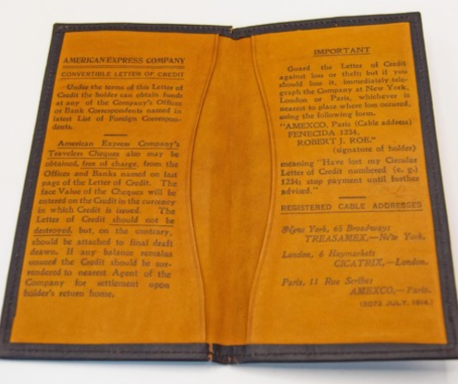 AMERICAN EXPRESS COMPANY
CONVERTIBLE LETTER OF CREDIT
Under the terms of this Letter of
Credit the holder can obtain funds
at any of the Company's Offices
or Bank Correspondents named in
latest List of Foreign Correspon-
dents.
American Express Company's
Travelers Cheques also may be
obtained, free of charge, from the
Offices and Banks named on last
page of the Letter of Credit. The
face Value of the Cheques will be
entered on the Credit in the currency
in which Credit is issued. The
Letter of Credit should not be
destroyed, but, on the contrary,
should be attached to final draft
drawn. If any balance remains
unused the Credit should be sur-
rendered to nearest Agent of the
Company for settlement upon
holder's return home.
IMPORTANT
Guard the Letter of Credit
against loss or theft; but if you
should lose it, immediately tele-
graph the Company at New York,
London or Paris, whichever is
nearest to place where loss occurred,
using the following form.
"AMEXCO, Paris (Cable address)
PENECIDA 1234,
ROBERT J. ROE."
(signature of holder)
meaning "Have lost my Circular
Letter of Credit numbered (e. g.)
1234; stop payment until further
advised."
REGISTERED CABLE ADDRESSES
New York, 65 Broadway
TREASAMEX,—New York.
London, 6 Haymarket
CICATRIX,—London.
Paris, 11 Rue Scribe
AMEXCO,—Paris.
JULY, 1914.)